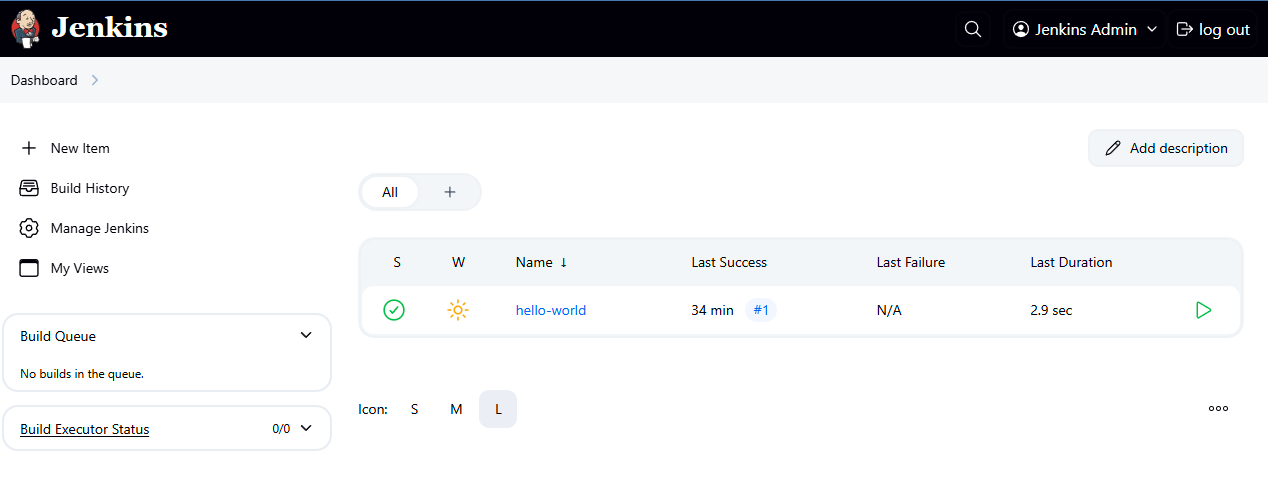 Jenkins
Jenkins Admin
log out
Dashboard
New Item
Build History
Manage Jenkins
My Views
Build Queue
No builds in the queue.
Build Executor Status 0/0
Add description
All +
S W Name ↓ Last Success Last Failure Last Duration
hello-world 34 min #1 N/A 2.9 sec
Icon: S M L